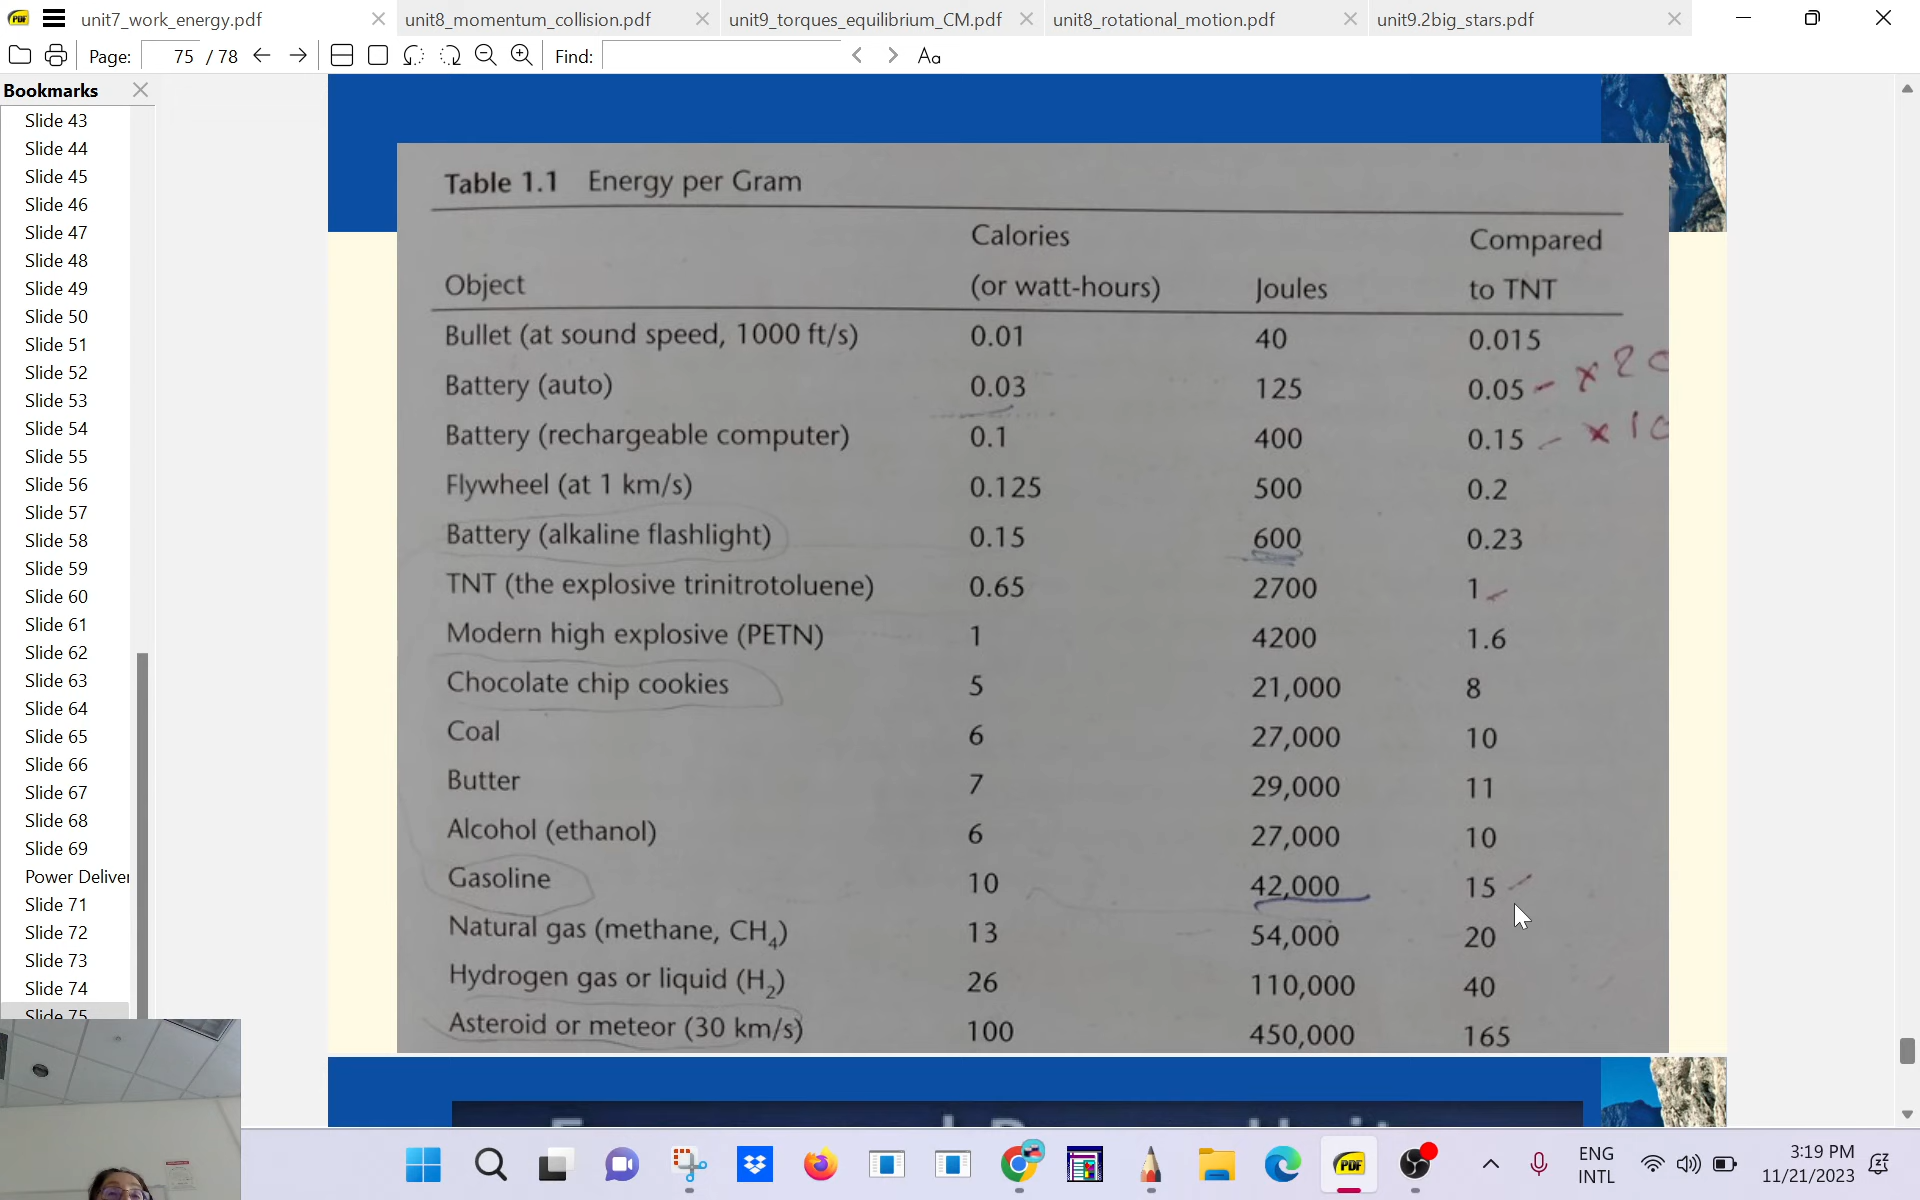 unit7_work_energy.pdf
unit8_momentum_collision.pdf
unit9_torques_equilibrium_CM.pdf
unit8_rotational_motion.pdf
unit9.2big_stars.pdf
Page: 75 / 78 Find: Aa
Bookmarks
Slide 43
Slide 44
Slide 45
Slide 46
Slide 47
Slide 48
Slide 49
Slide 50
Slide 51
Slide 52
Slide 53
Slide 54
Slide 55
Slide 56
Slide 57
Slide 58
Slide 59
Slide 60
Slide 61
Slide 62
Slide 63
Slide 64
Slide 65
Slide 66
Slide 67
Slide 68
Slide 69
Power Deliver
Slide 71
Slide 72
Slide 73
Slide 74
Slide 75
Table 1.1 Energy per Gram
Calories Compared
Object (or watt-hours) Joules to TNT
Bullet (at sound speed, 1000 ft/s) 0.01 40 0.015
Battery (auto) 0.03 125 0.05 - x 20
Battery (rechargeable computer) 0.1 400 0.15 - x 10
Flywheel (at 1 km/s) 0.125 500 0.2
Battery (alkaline flashlight) 0.15 600 0.23
TNT (the explosive trinitrotoluene) 0.65 2700 1
Modern high explosive (PETN) 1 4200 1.6
Chocolate chip cookies 5 21,000 8
Coal 6 27,000 10
Butter 7 29,000 11
Alcohol (ethanol) 6 27,000 10
Gasoline 10 42,000 15
Natural gas (methane, CH₄) 13 54,000 20
Hydrogen gas or liquid (H₂) 26 110,000 40
Asteroid or meteor (30 km/s) 100 450,000 165
PDF
ENG
INTL
3:19 PM
11/21/2023